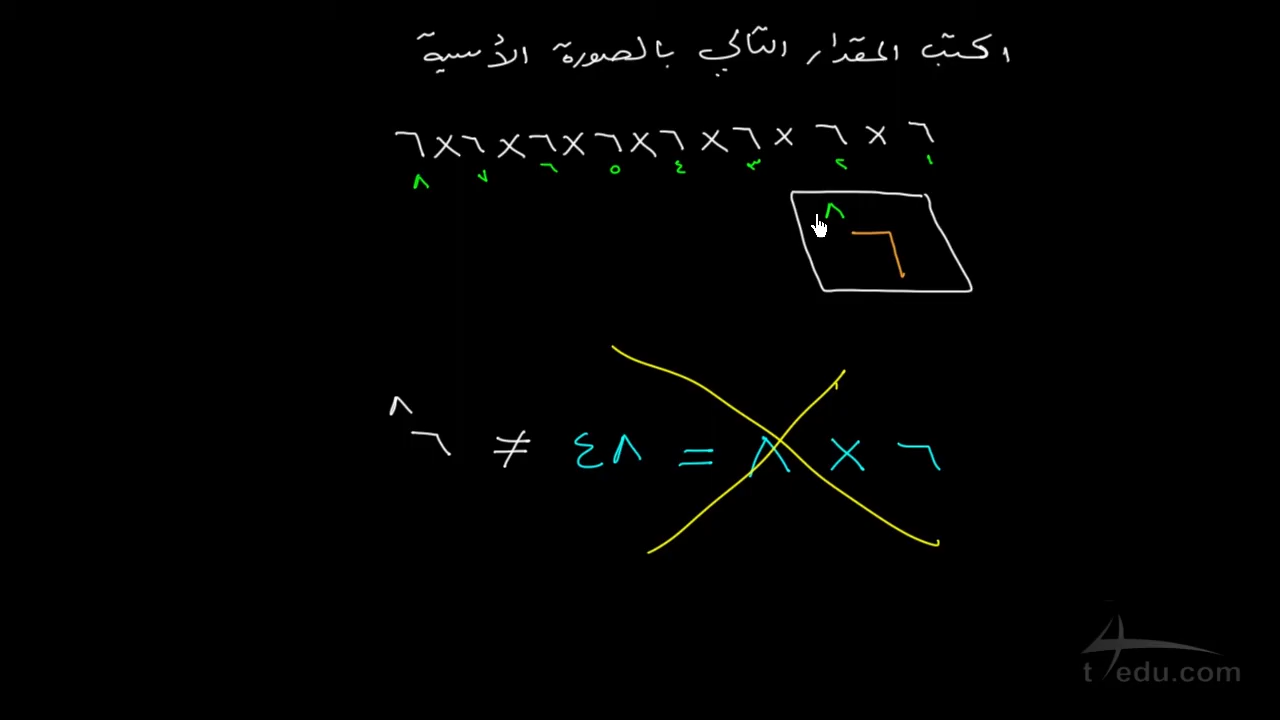 اكتب المقدار التالي بالصورة الأسية
٦ × ٦ × ٦ × ٦ × ٦ × ٦ × ٦ × ٦
١ ٢ ٣ ٤ ٥ ٦ ٧ ٨
٦^٨
٦ × ٨ = ٤٨ ≠ ٦^٨
t4edu.com